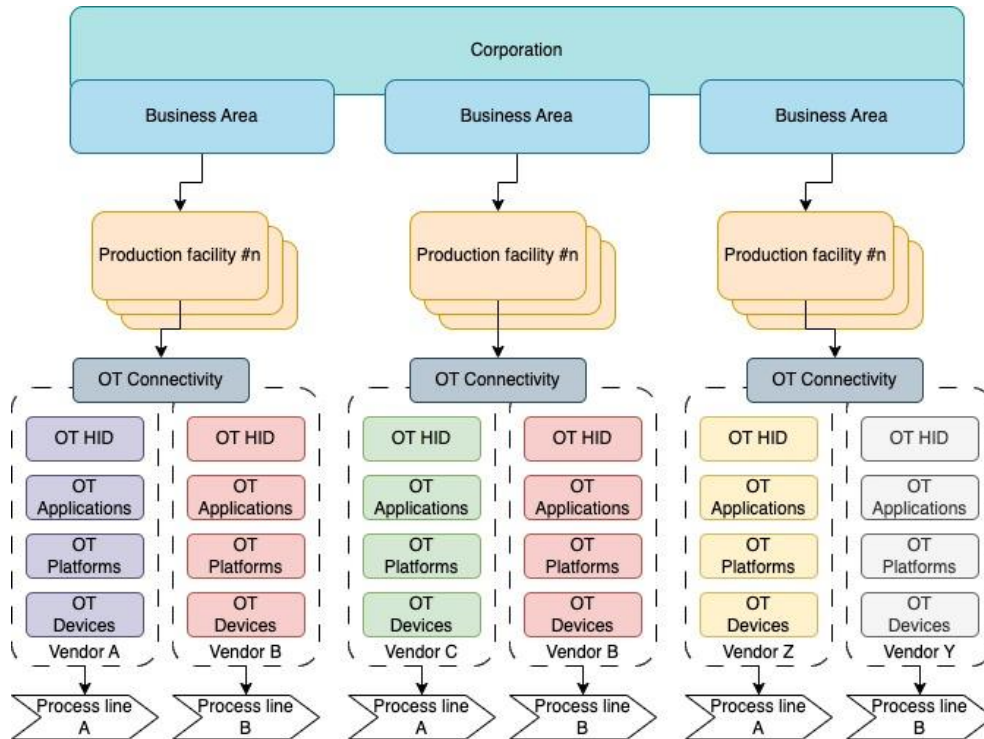 Corporation
Business Area
Business Area
Business Area
Production facility #n
Production facility #n
Production facility #n
OT Connectivity
OT Connectivity
OT Connectivity
OT HID
OT HID
OT HID
OT HID
OT HID
OT HID
OT
Applications
OT
Applications
OT
Applications
OT
Applications
OT
Applications
OT
Applications
OT
Platforms
OT
Platforms
OT
Platforms
OT
Platforms
OT
Platforms
OT
Platforms
OT
Devices
OT
Devices
OT
Devices
OT
Devices
OT
Devices
OT
Devices
Vendor A
Vendor B
Vendor C
Vendor B
Vendor Z
Vendor Y
Process line
A
Process line
B
Process line
A
Process line
B
Process line
A
Process line
B